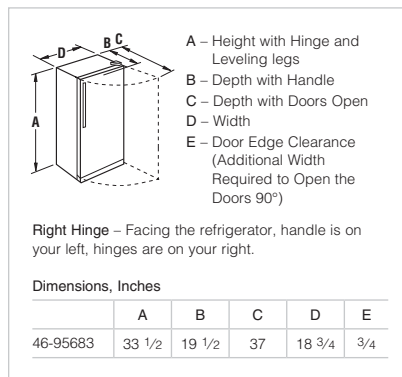 D B C
A
A – Height with Hinge and
Leveling legs
B – Depth with Handle
C – Depth with Doors Open
D – Width
E – Door Edge Clearance
(Additional Width
Required to Open the
Doors 90°)
Right Hinge – Facing the refrigerator, handle is on
your left, hinges are on your right.
Dimensions, Inches
A B C D E
46-95683 33 1/2 19 1/2 37 18 3/4 3/4